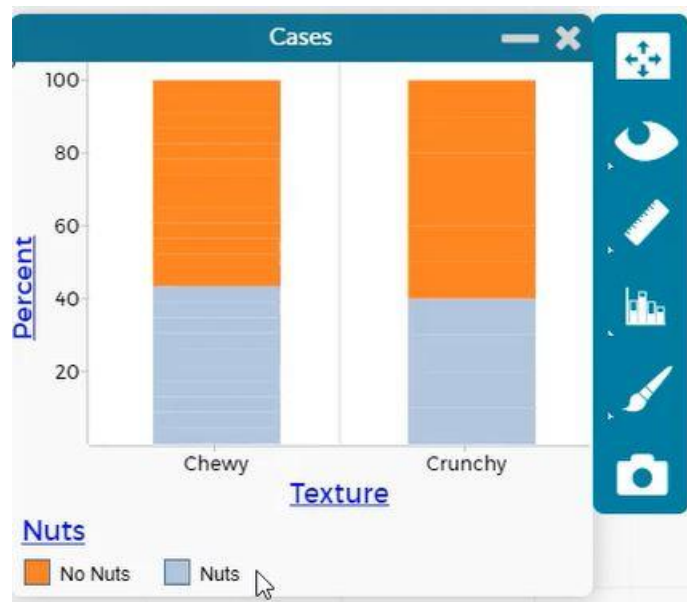 Cases
100
80
60
40
20
Percent
Chewy Crunchy
Texture
Nuts
No Nuts Nuts